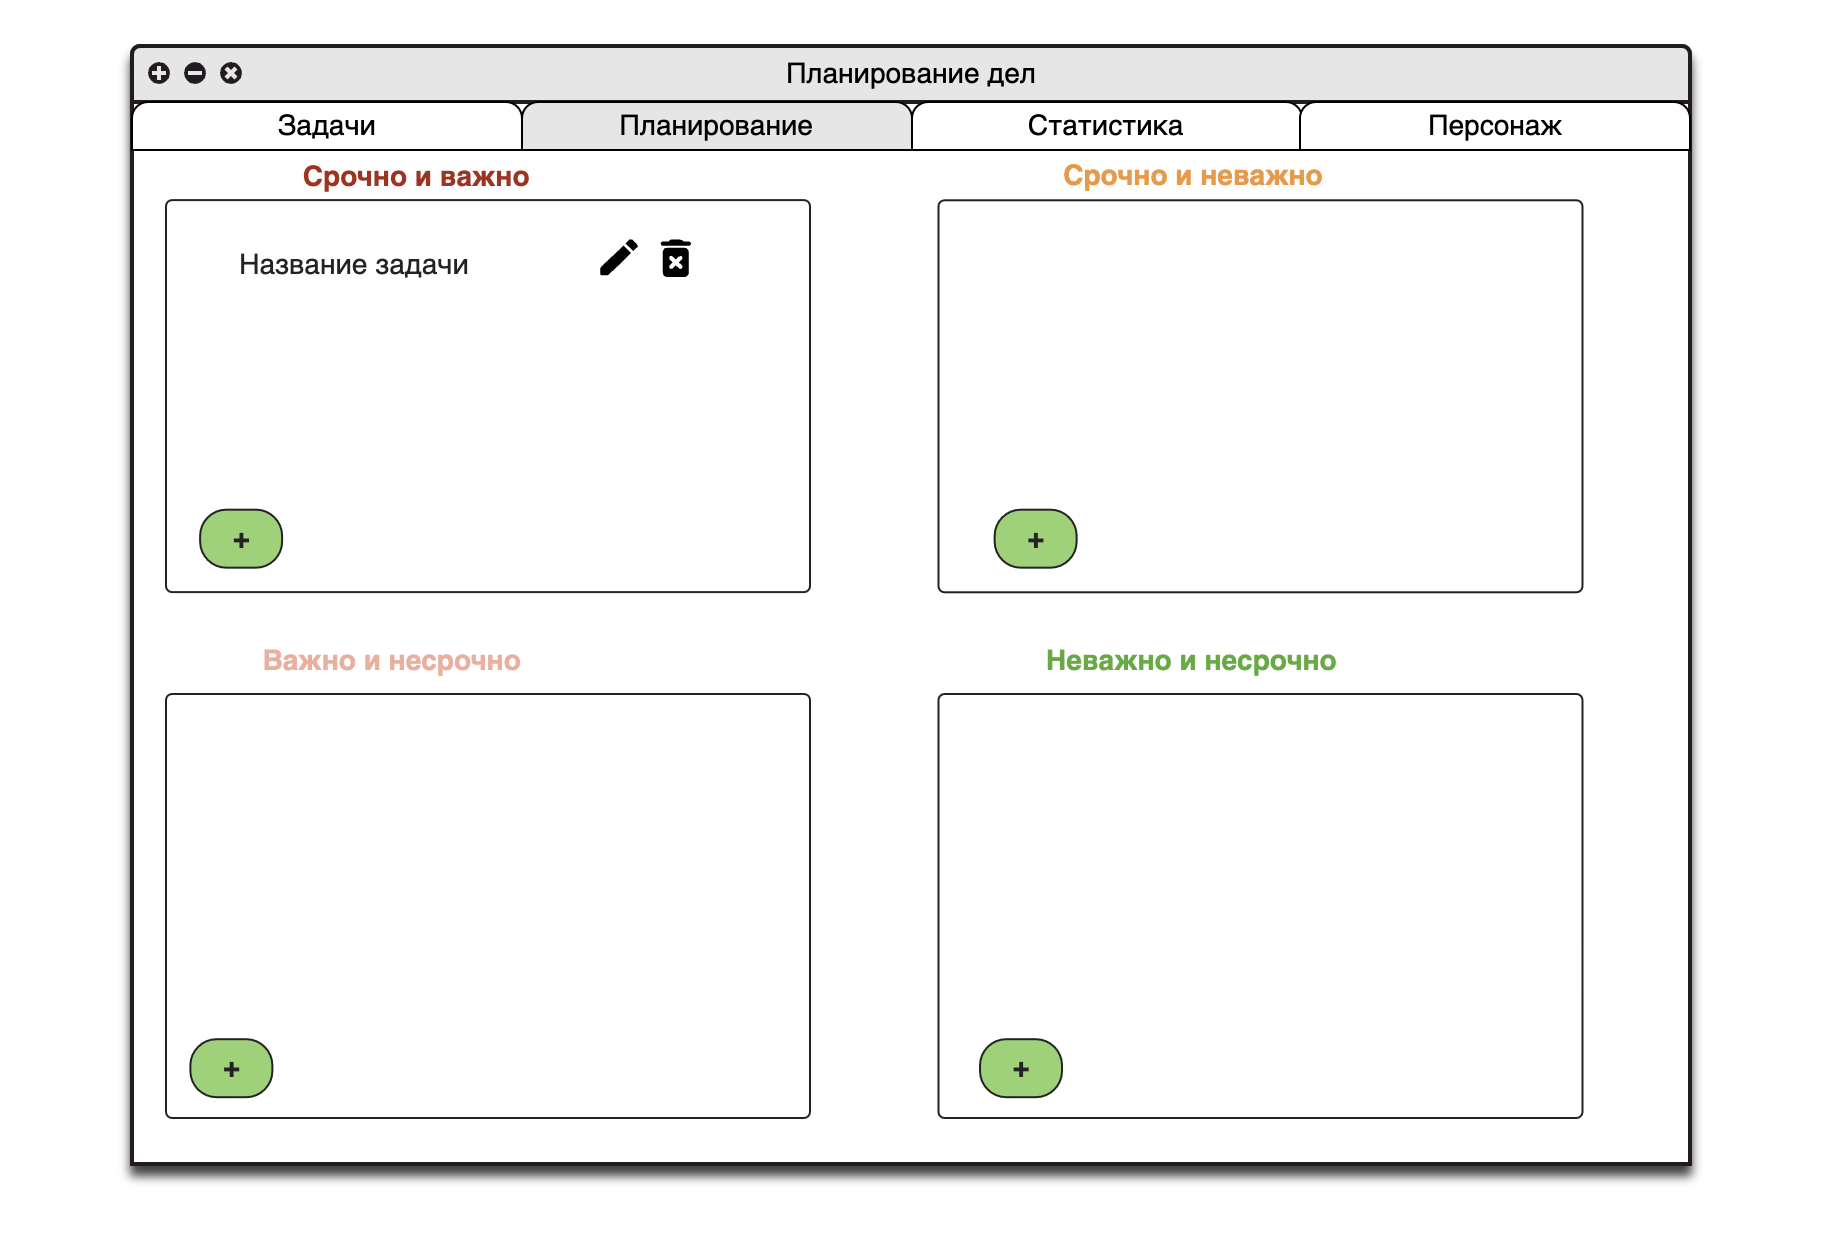 Планирование дел
Задачи
Планирование
Статистика
Персонаж
Срочно и важно
Срочно и неважно
Название задачи
+
+
Важно и несрочно
Неважно и несрочно
+
+